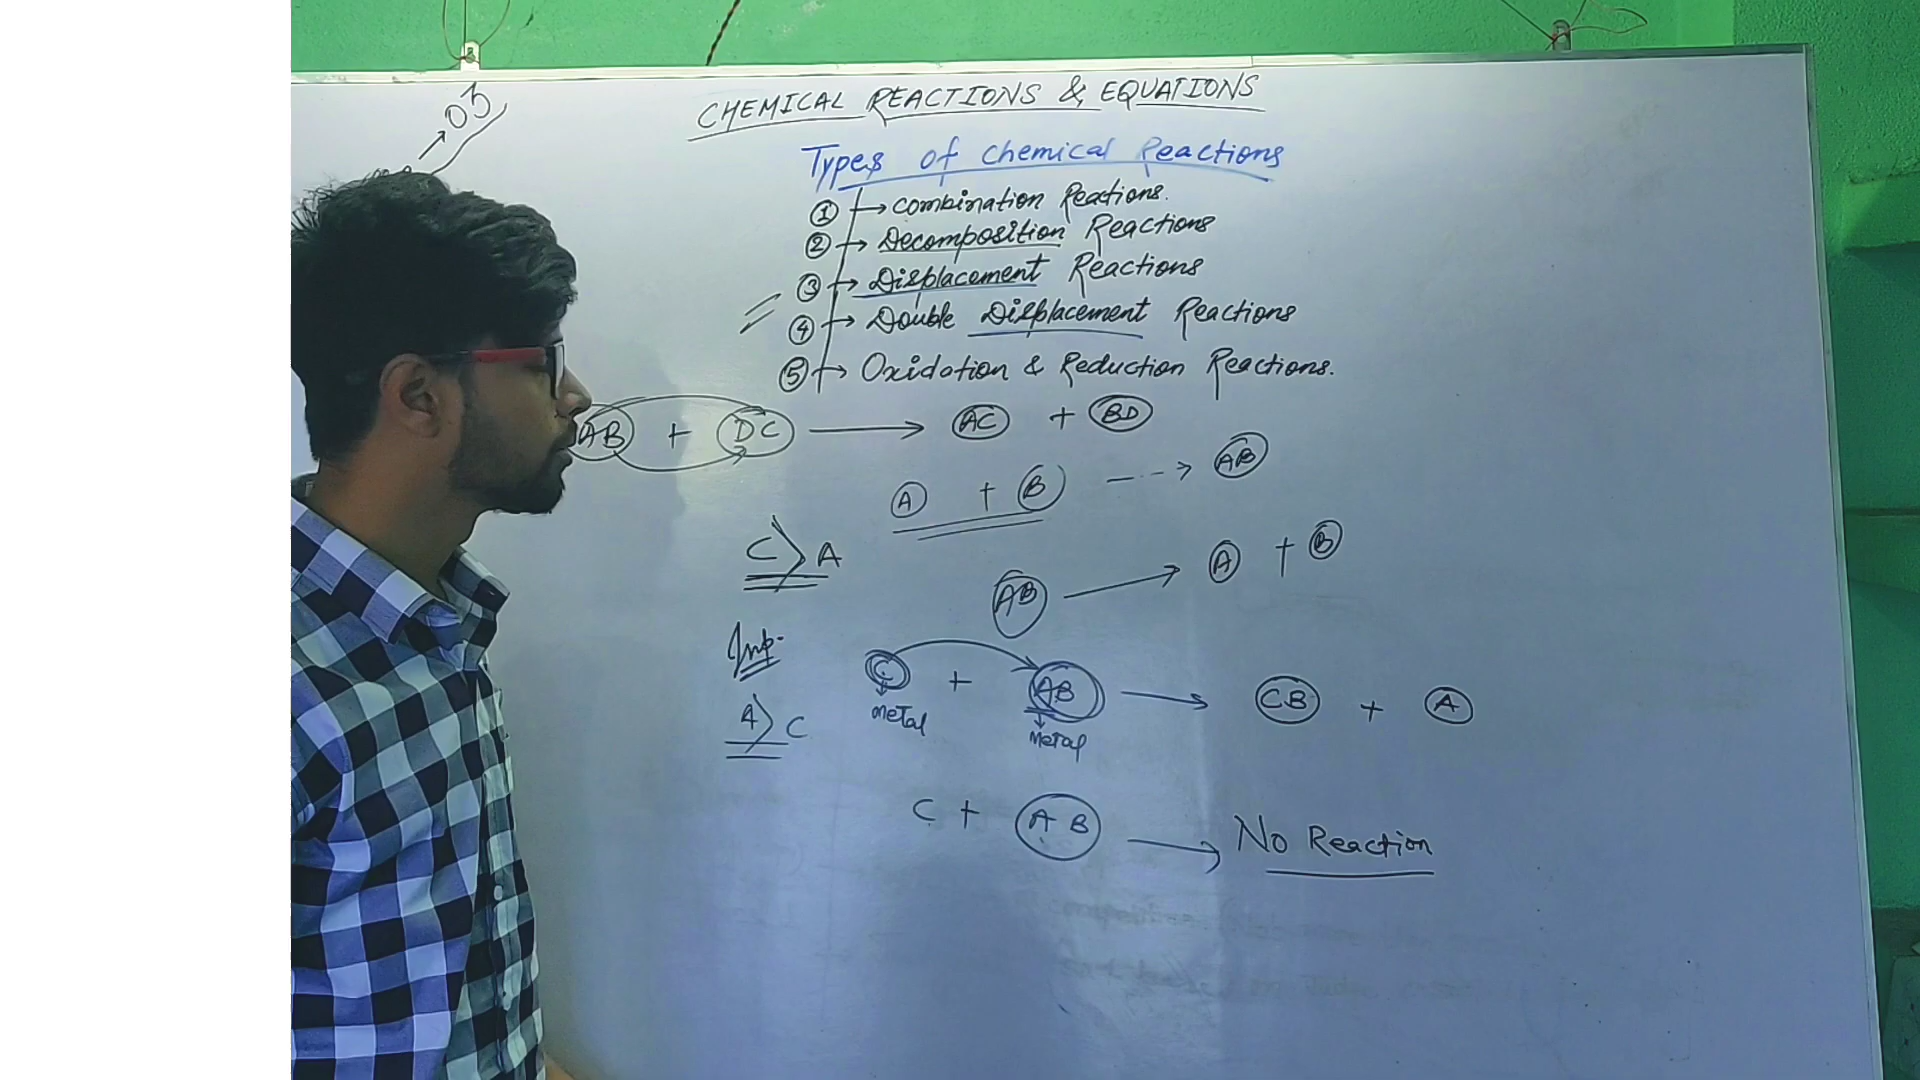 →03
CHEMICAL REACTIONS & EQUATIONS
Types of chemical Reactions
① → Combination Reactions.
② → Decomposition Reactions
③ → Displacement Reactions
④ → Double Displacement Reactions
⑤ → Oxidation & Reduction Reactions.
AB + DC → AC + BD
A + B → AB
C > A
AB → A + B
Imp.
C + AB → CB + A
metal
Metal
A > C
C + AB → No Reaction